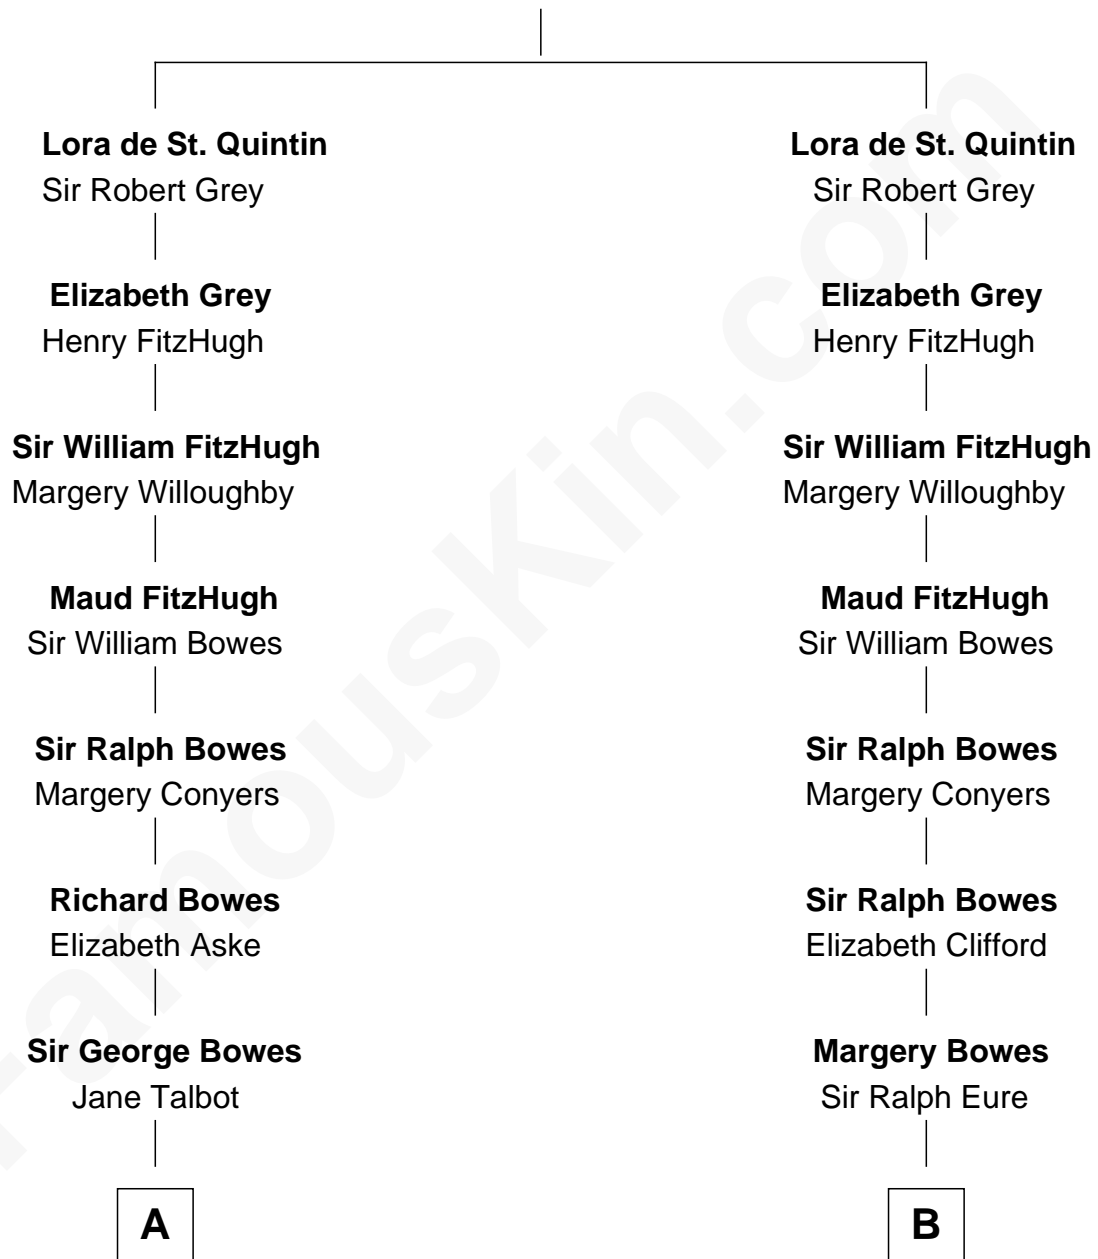 Lora de St. Quintin
Sir Robert Grey
Elizabeth Grey
Henry FitzHugh
Sir William FitzHugh
Margery Willoughby
Maud FitzHugh
Sir William Bowes
Sir Ralph Bowes
Margery Conyers
Richard Bowes
Elizabeth Aske
Sir George Bowes
Jane Talbot
A
Lora de St. Quintin
Sir Robert Grey
Elizabeth Grey
Henry FitzHugh
Sir William FitzHugh
Margery Willoughby
Maud FitzHugh
Sir William Bowes
Sir Ralph Bowes
Margery Conyers
Sir Ralph Bowes
Elizabeth Clifford
Margery Bowes
Sir Ralph Eure
B
FamousKin.com